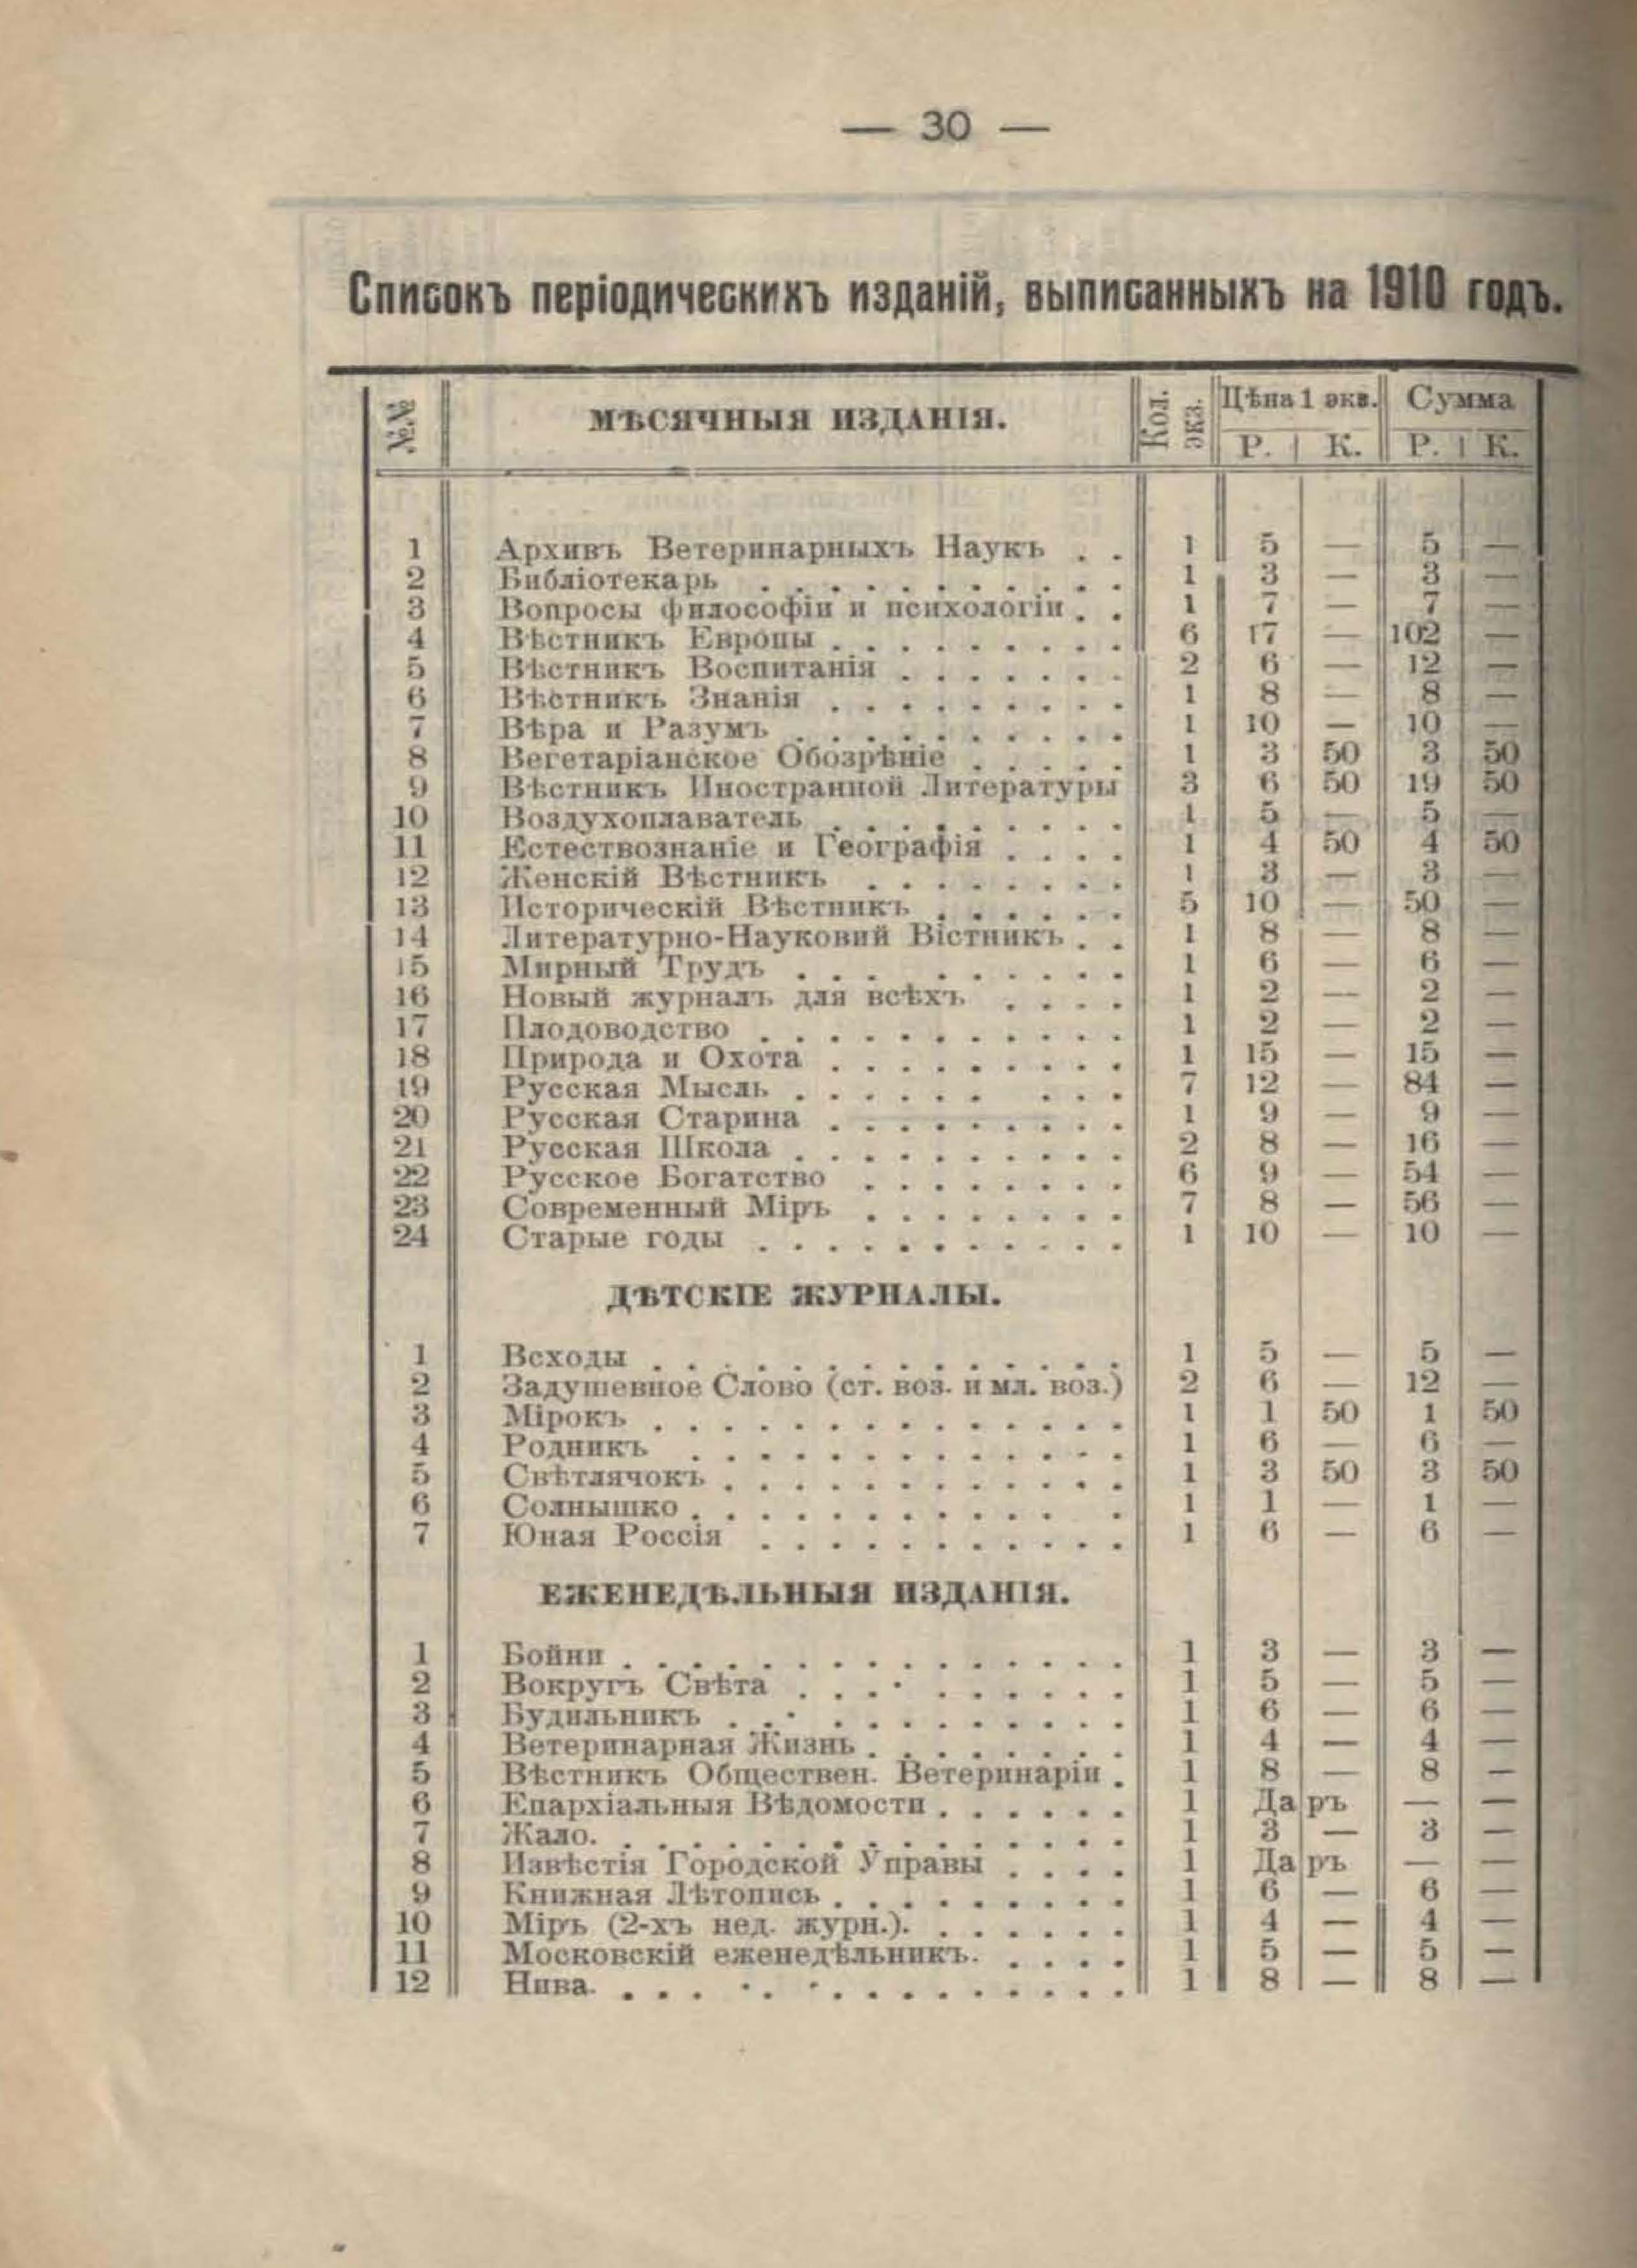 — 30 —
Списокъ періодическихъ изданій, выписанныхъ на 1910 годъ.
№№ МѢСЯЧНЫЯ ИЗДАНІЯ. Кол. экз. Цѣна 1 экз. Сумма
Р. К. Р. К.
1 Архивъ Ветеринарныхъ Наукъ . . 1 5 — 5 —
2 Библіотекарь . . . . . . . . . . . 1 3 — 3 —
3 Вопросы философіи и психологіи . . 1 7 — 7 —
4 Вѣстникъ Европы . . . . . . . . . 6 17 — 102 —
5 Вѣстникъ Воспитанія . . . . . . . 2 6 — 12 —
6 Вѣстникъ Знанія . . . . . . . . . 1 8 — 8 —
7 Вѣра и Разумъ . . . . . . . . . . 1 10 — 10 —
8 Вегетаріанское Обозрѣніе . . . . . 1 3 50 3 50
9 Вѣстникъ Иностранной Литературы 3 6 50 19 50
10 Воздухоплаватель . . . . . . . . . 1 5 — 5 —
11 Естествознаніе и Географія . . . . 1 4 50 4 50
12 Женскій Вѣстникъ . . . . . . . . 1 3 — 3 —
13 Историческій Вѣстникъ . . . . . . 5 10 — 50 —
14 Литературно-Науковий Вістникъ . . 1 8 — 8 —
15 Мирный Трудъ . . . . . . . . . 1 6 — 6 —
16 Новый журналъ для всѣхъ . . . . 1 2 — 2 —
17 Плодоводство . . . . . . . . . . . 1 2 — 2 —
18 Природа и Охота . . . . . . . . . 1 15 — 15 —
19 Русская Мысль . . . . . . . . . 7 12 — 84 —
20 Русская Старина . . . . . . . . . 1 9 — 9 —
21 Русская Школа . . . . . . . . . . 2 8 — 16 —
22 Русское Богатство . . . . . . . . 6 9 — 54 —
23 Современный Міръ . . . . . . . . 7 8 — 56 —
24 Старые годы . . . . . . . . . . . 1 10 — 10 —
ДѢТСКІЕ ЖУРНАЛЫ.
1 Всходы . . . . . . . . . . . . . . 1 5 — 5 —
2 Задушевное Слово (ст. воз. и мл. воз.) 2 6 — 12 —
3 Мірокъ . . . . . . . . . . . . . . 1 1 50 1 50
4 Родникъ . . . . . . . . . . . . . 1 6 — 6 —
5 Свѣтлячокъ . . . . . . . . . . . . 1 3 50 3 50
6 Солнышко . . . . . . . . . . . . 1 1 — 1 —
7 Юная Россія . . . . . . . . . . . 1 6 — 6 —
ЕЖЕНЕДѢЛЬНЫЯ ИЗДАНІЯ.
1 Бойни . . . . . . . . . . . . . . . 1 3 — 3 —
2 Вокругъ Свѣта . . . . . . . . . . 1 5 — 5 —
3 Будильникъ . . . . . . . . . . . . 1 6 — 6 —
4 Ветеринарная Жизнь . . . . . . . . 1 4 — 4 —
5 Вѣстникъ Обществен. Ветеринаріи . 1 8 — 8 —
6 Епархіальныя Вѣдомости . . . . . . 1 Даръ — —
7 Жало. . . . . . . . . . . . . . . . 1 3 — 3 —
8 Извѣстія Городской Управы . . . . 1 Даръ — —
9 Книжная Лѣтопись . . . . . . . . . 1 6 — 6 —
10 Міръ (2-хъ нед. журн.). . . . . . . 1 4 — 4 —
11 Московскій еженедѣльникъ. . . . . 1 5 — 5 —
12 Нива. . . . . . . . . . . . . . . 1 8 — 8 —